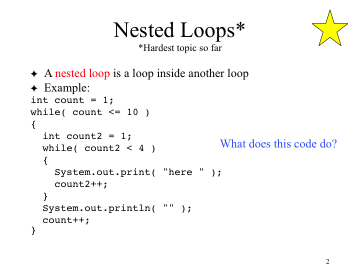 Nested Loops*
*Hardest topic so far
A nested loop is a loop inside another loop
Example:
int count = 1;
while( count <= 10 )
{
int count2 = 1;
while( count2 < 4 )
{
System.out.print( "here " );
count2++;
}
System.out.println( "" );
count++;
}
What does this code do?
2